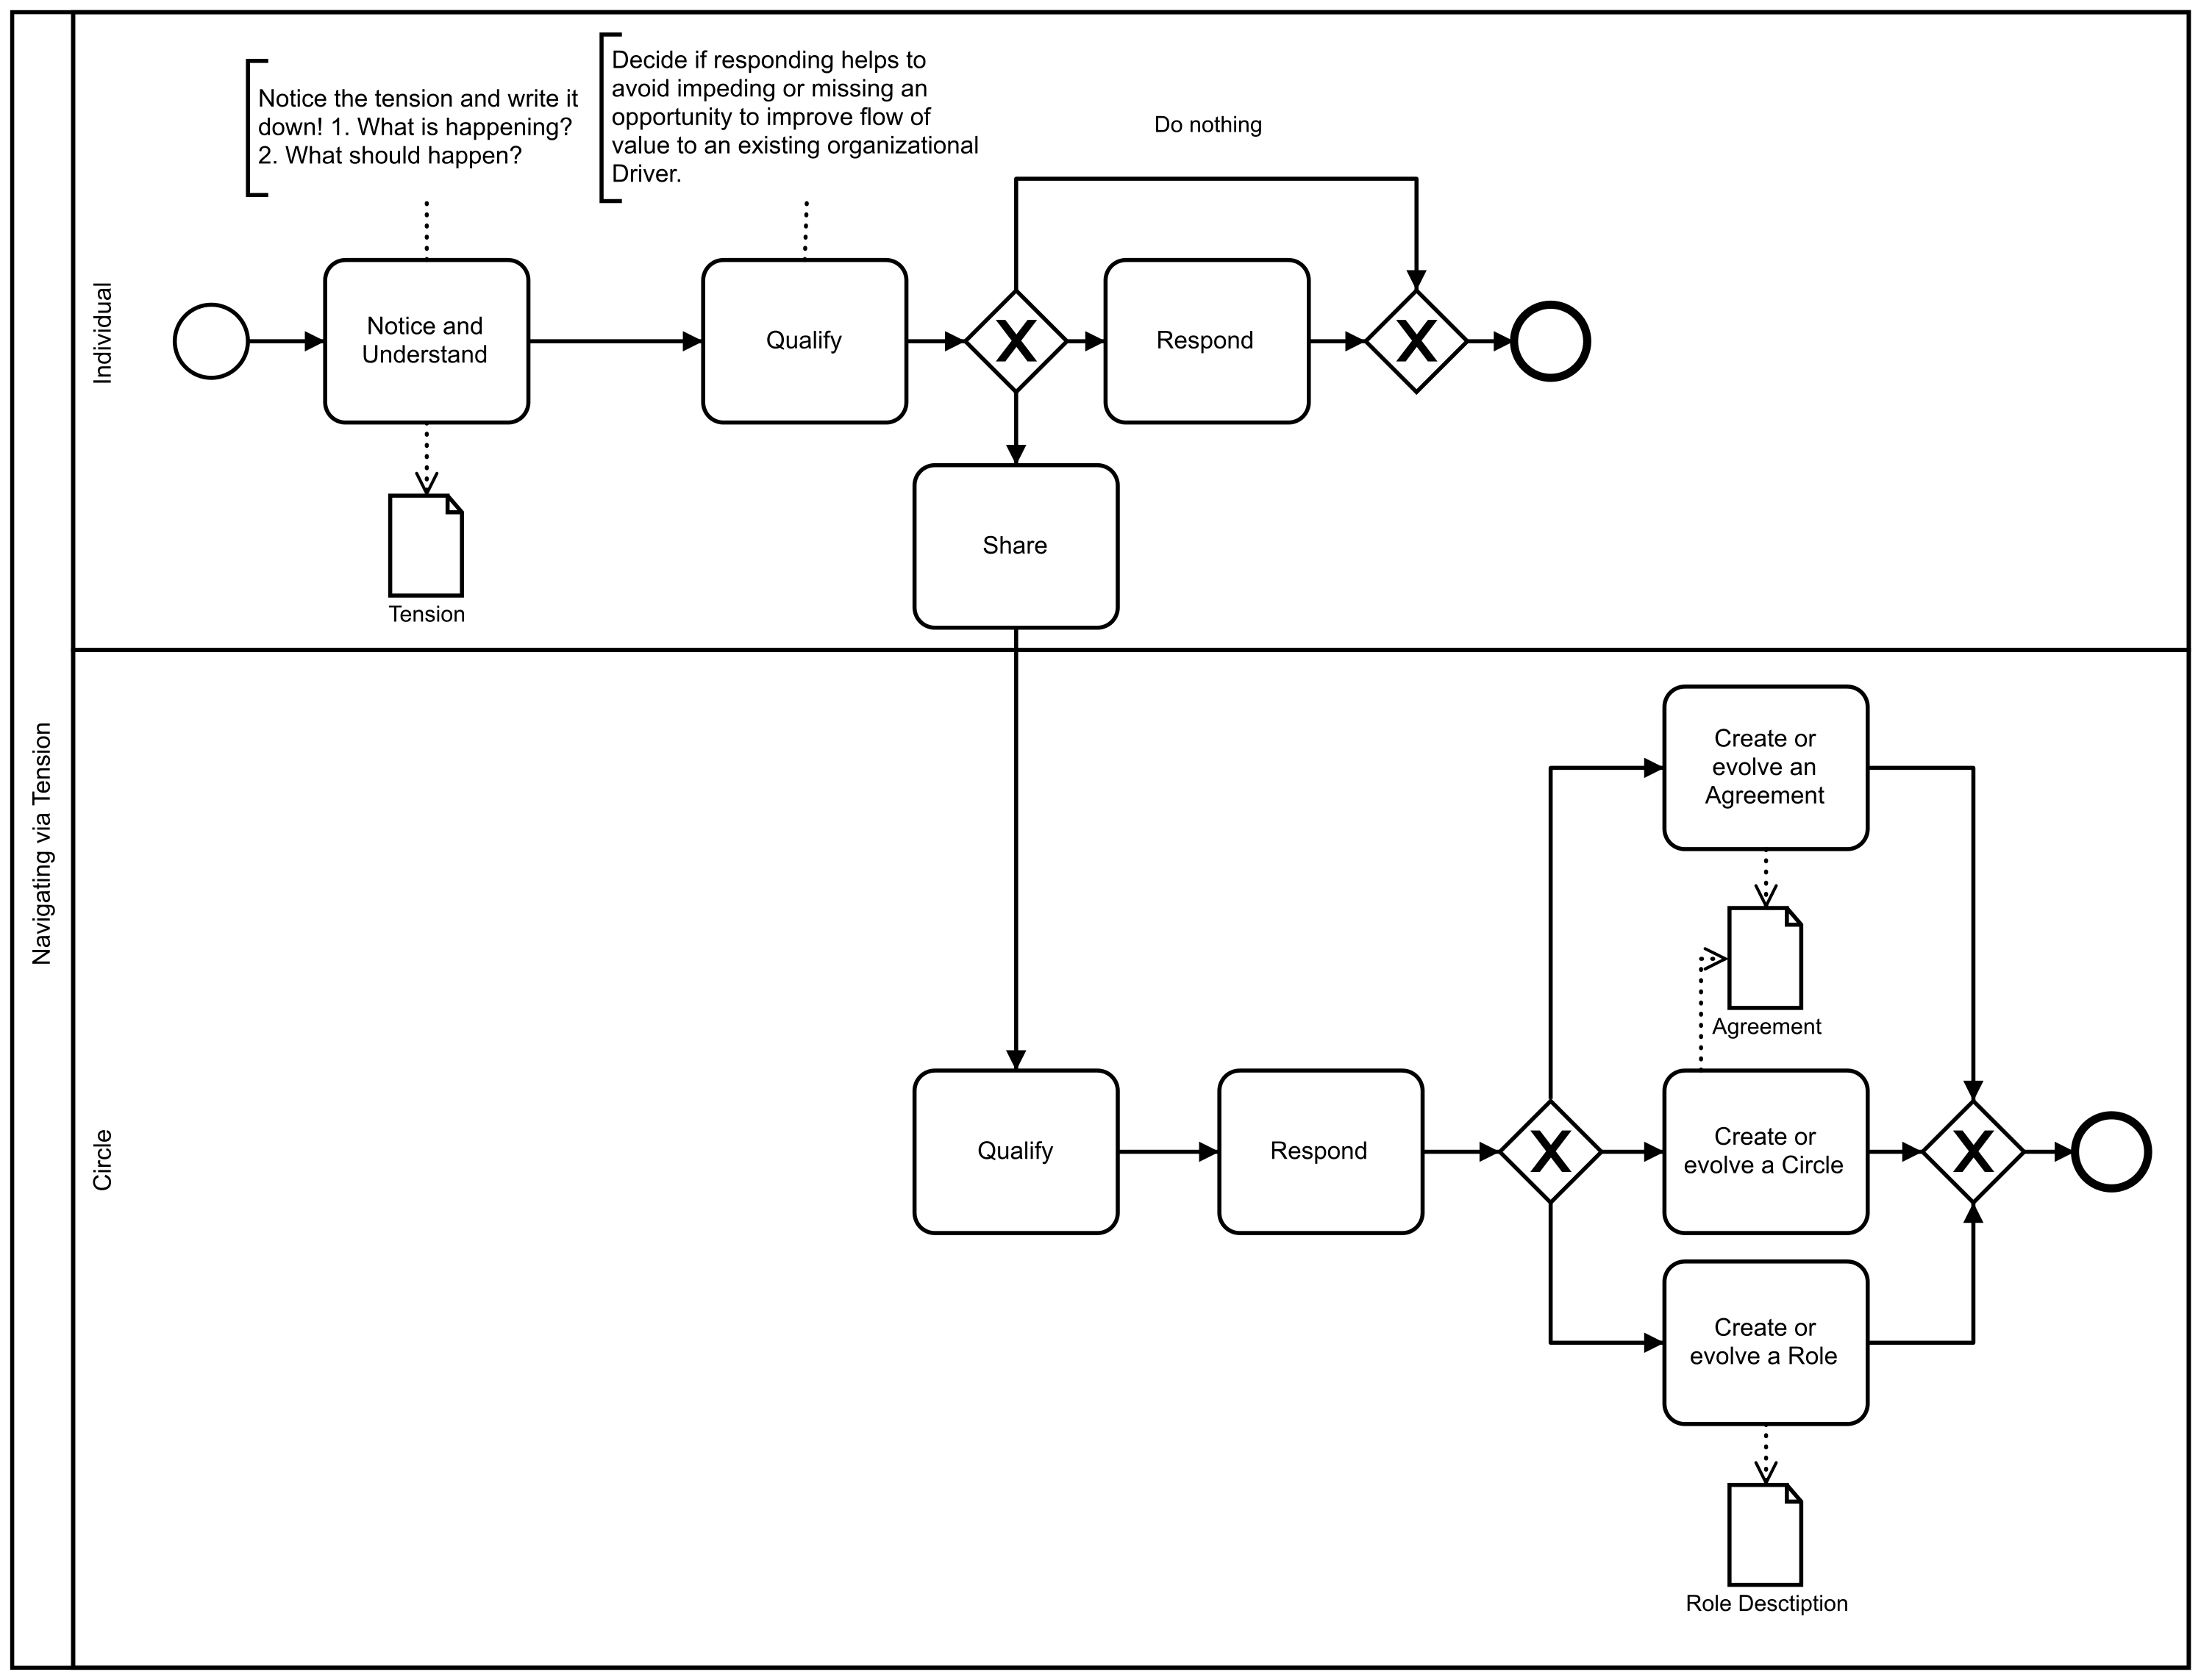 Navigating via Tension
Individual
Notice the tension and write it
down! 1. What is happening?
2. What should happen?
Decide if responding helps to
avoid impeding or missing an
opportunity to improve flow of
value to an existing organizational
Driver.
Do nothing
Notice and
Understand
Qualify
X
Respond
X
Share
Tension
Circle
Create or
evolve an
Agreement
Agreement
Qualify
Respond
X
Create or
evolve a Circle
X
Create or
evolve a Role
Role Desctiption